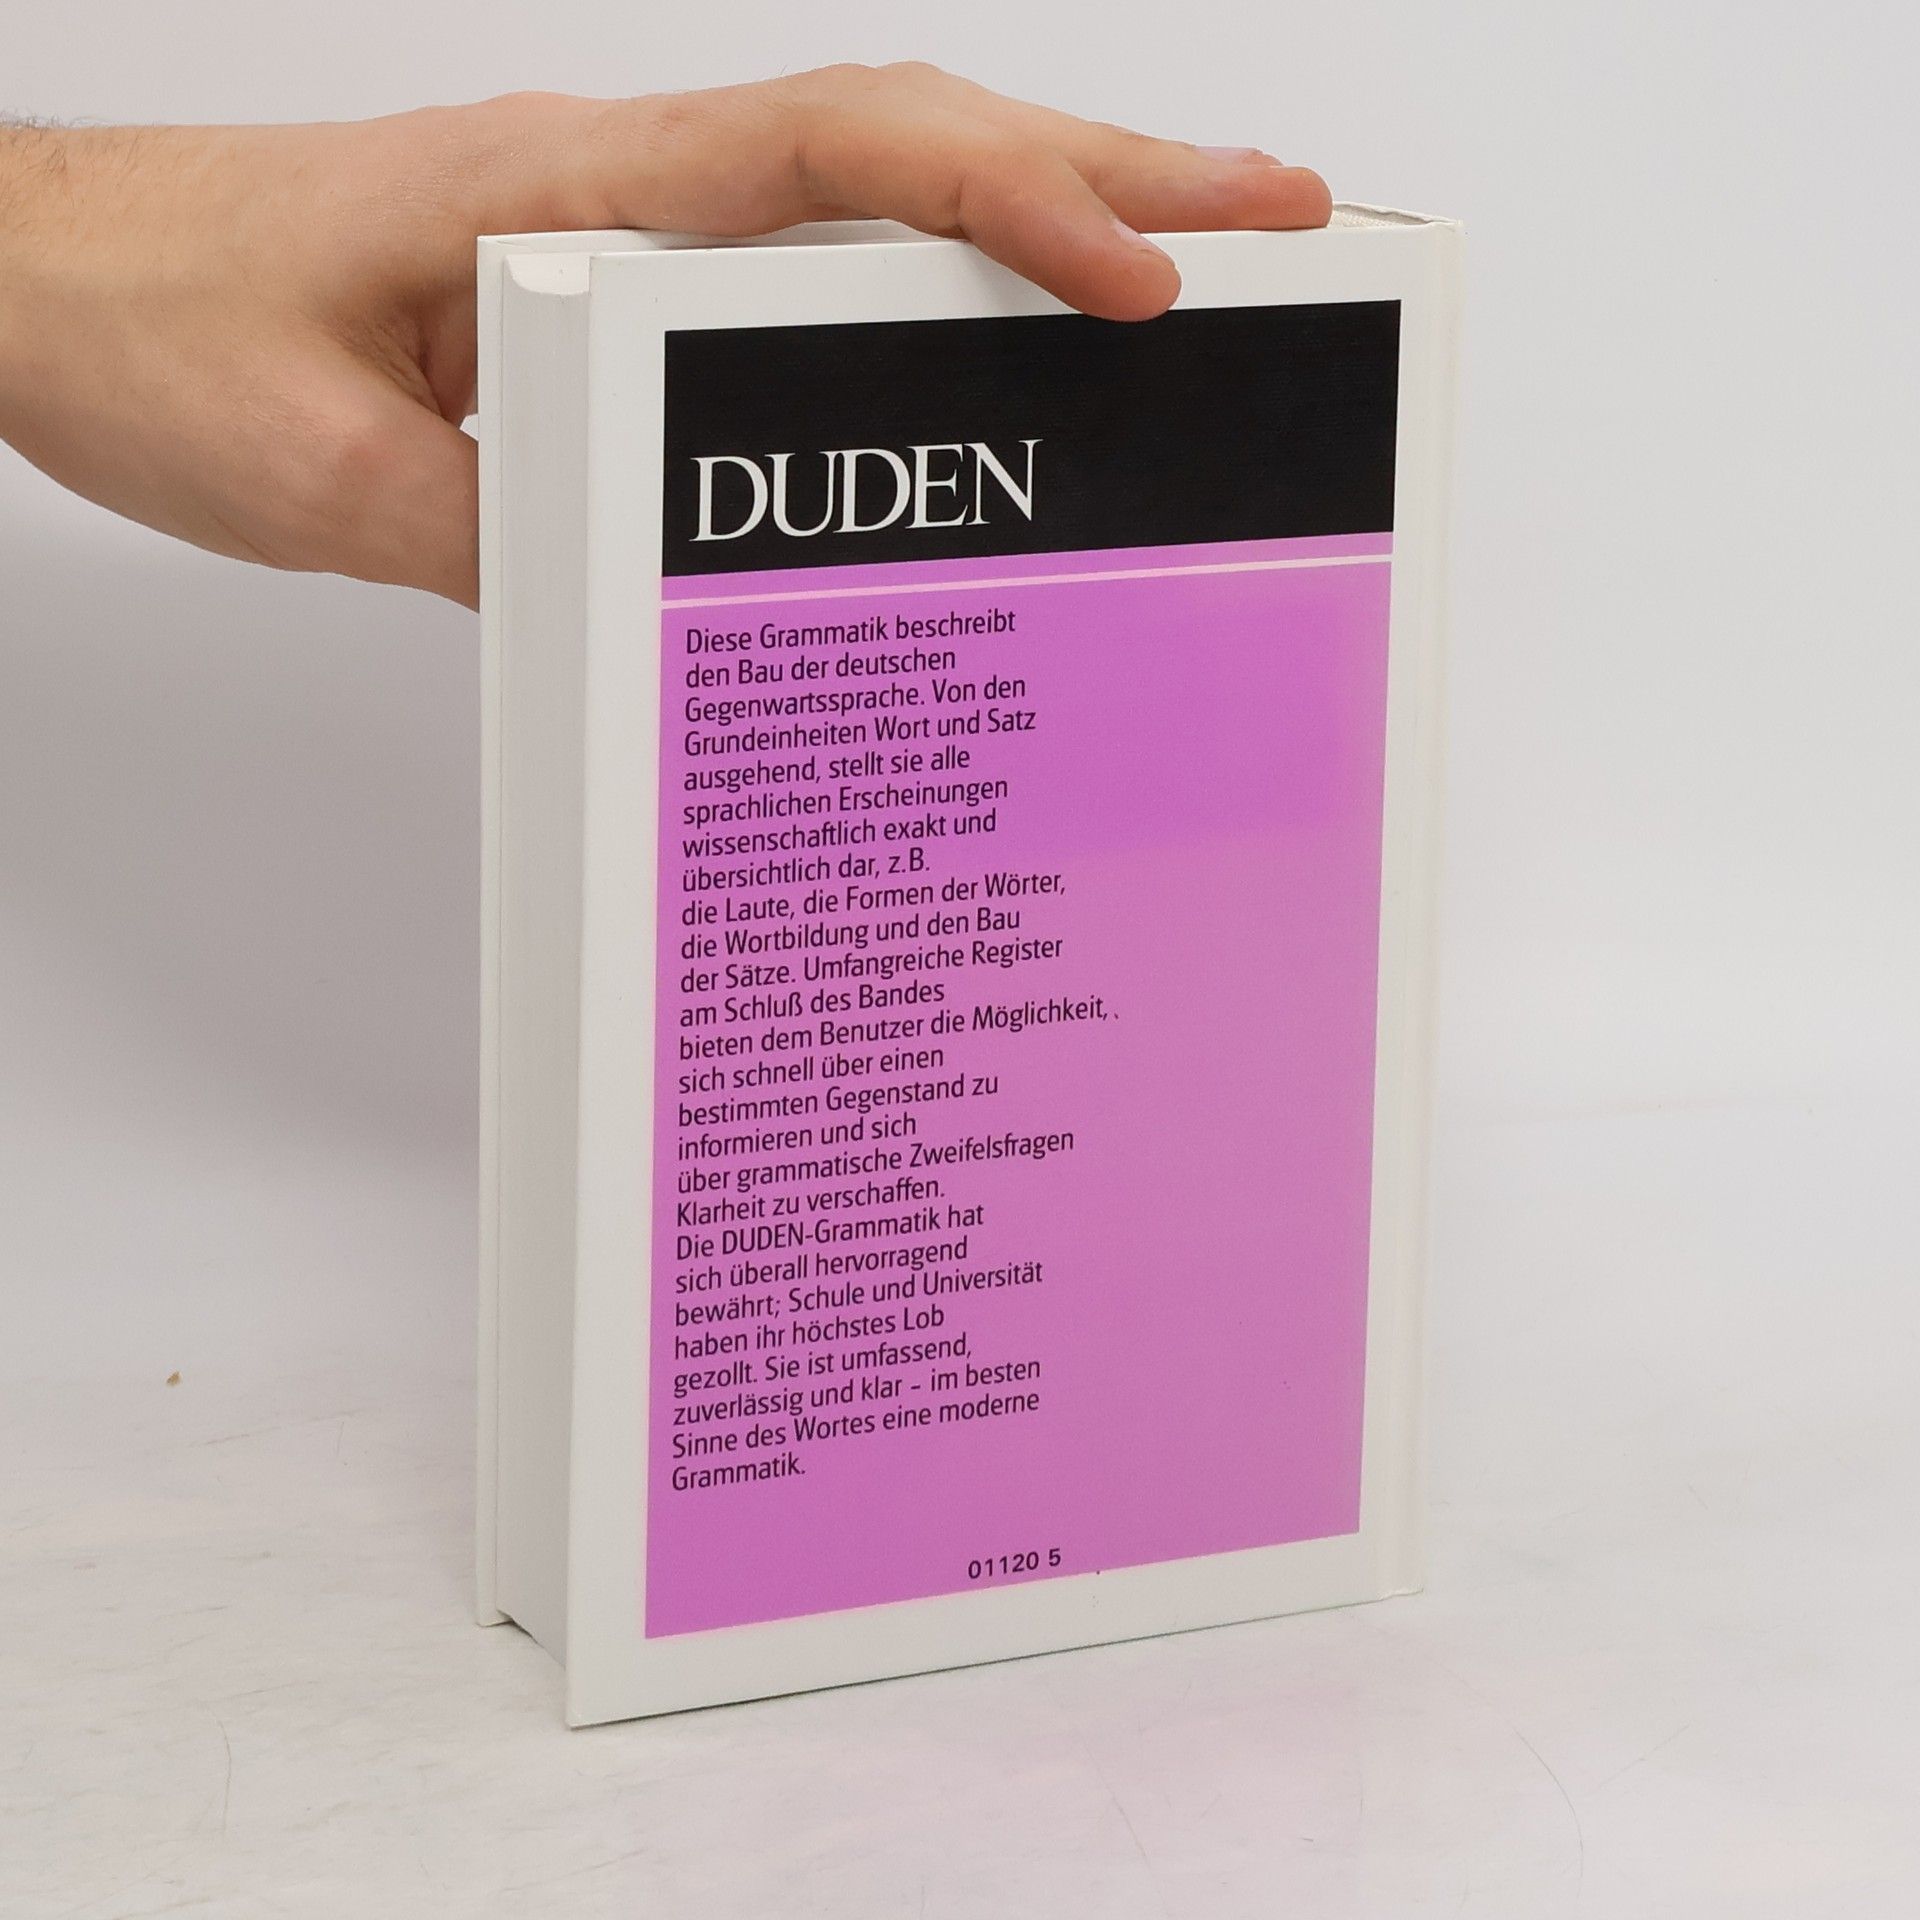 DUDEN
Diese Grammatik beschreibt
den Bau der deutschen
Gegenwartssprache. Von den
Grundeinheiten Wort und Satz
ausgehend, stellt sie alle
sprachlichen Erscheinungen
wissenschaftlich exakt und
übersichtlich dar, z.B.
die Laute, die Formen der Wörter,
die Wortbildung und den Bau
der Sätze. Umfangreiche Register
am Schluß des Bandes
bieten dem Benutzer die Möglichkeit,
sich schnell über einen
bestimmten Gegenstand zu
informieren und sich
über grammatische Zweifelsfragen
Klarheit zu verschaffen.
Die DUDEN-Grammatik hat
sich überall hervorragend
bewährt; Schule und Universität
haben ihr höchstes Lob
gezollt. Sie ist umfassend,
zuverlässig und klar – im besten
Sinne des Wortes eine moderne
Grammatik.
01120 5